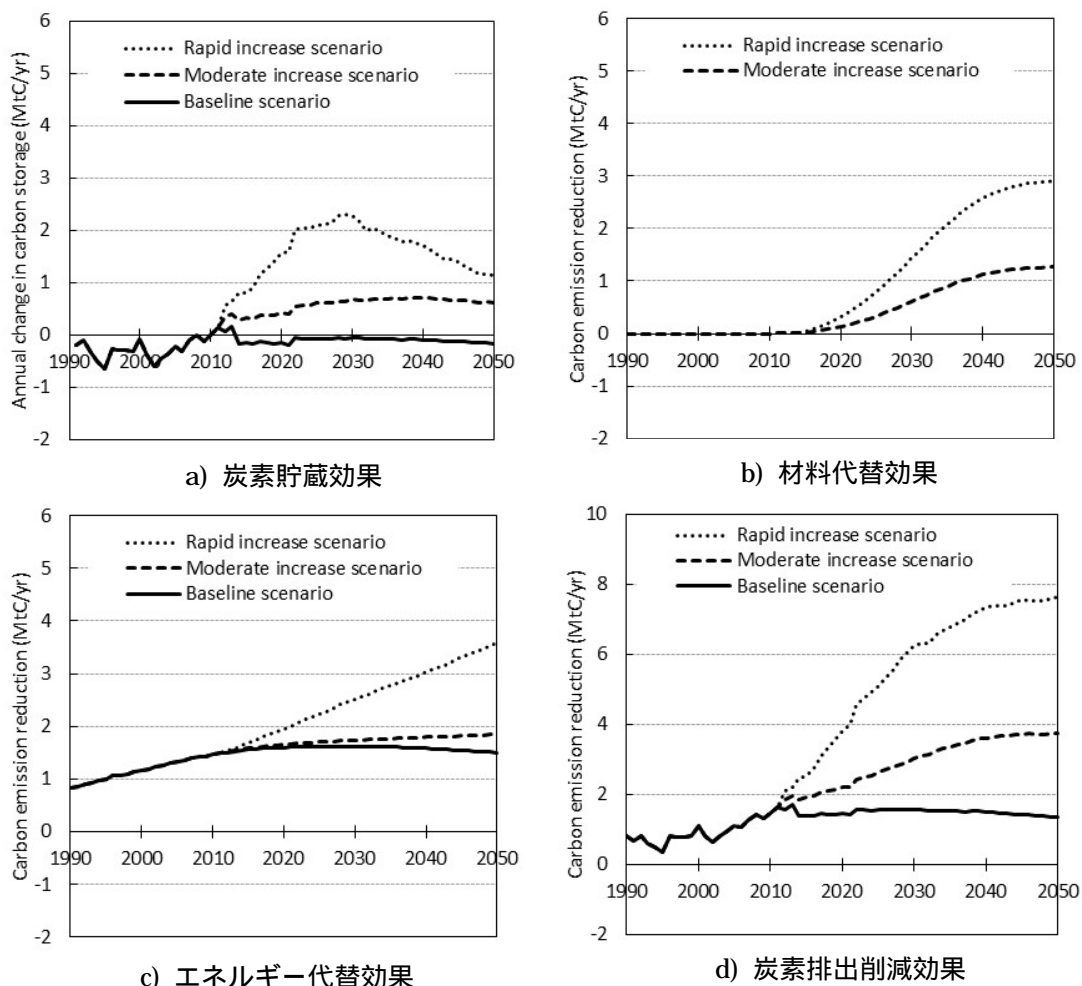 Annual change in carbon storage (MtC/yr)
6
5
4
3
2
1
0
-1
-2
Rapid increase scenario
Moderate increase scenario
Baseline scenario
1990 2000 2010 2020 2030 2040 2050
a) 炭素貯蔵効果
Carbon emission reduction (MtC/yr)
6
5
4
3
2
1
0
-1
-2
Rapid increase scenario
Moderate increase scenario
1990 2000 2010 2020 2030 2040 2050
b) 材料代替効果
Carbon emission reduction (MtC/yr)
6
5
4
3
2
1
0
-1
-2
Rapid increase scenario
Moderate increase scenario
Baseline scenario
1990 2000 2010 2020 2030 2040 2050
c) エネルギー代替効果
Carbon emission reduction (MtC/yr)
10
8
6
4
2
0
-2
Rapid increase scenario
Moderate increase scenario
Baseline scenario
1990 2000 2010 2020 2030 2040 2050
d) 炭素排出削減効果